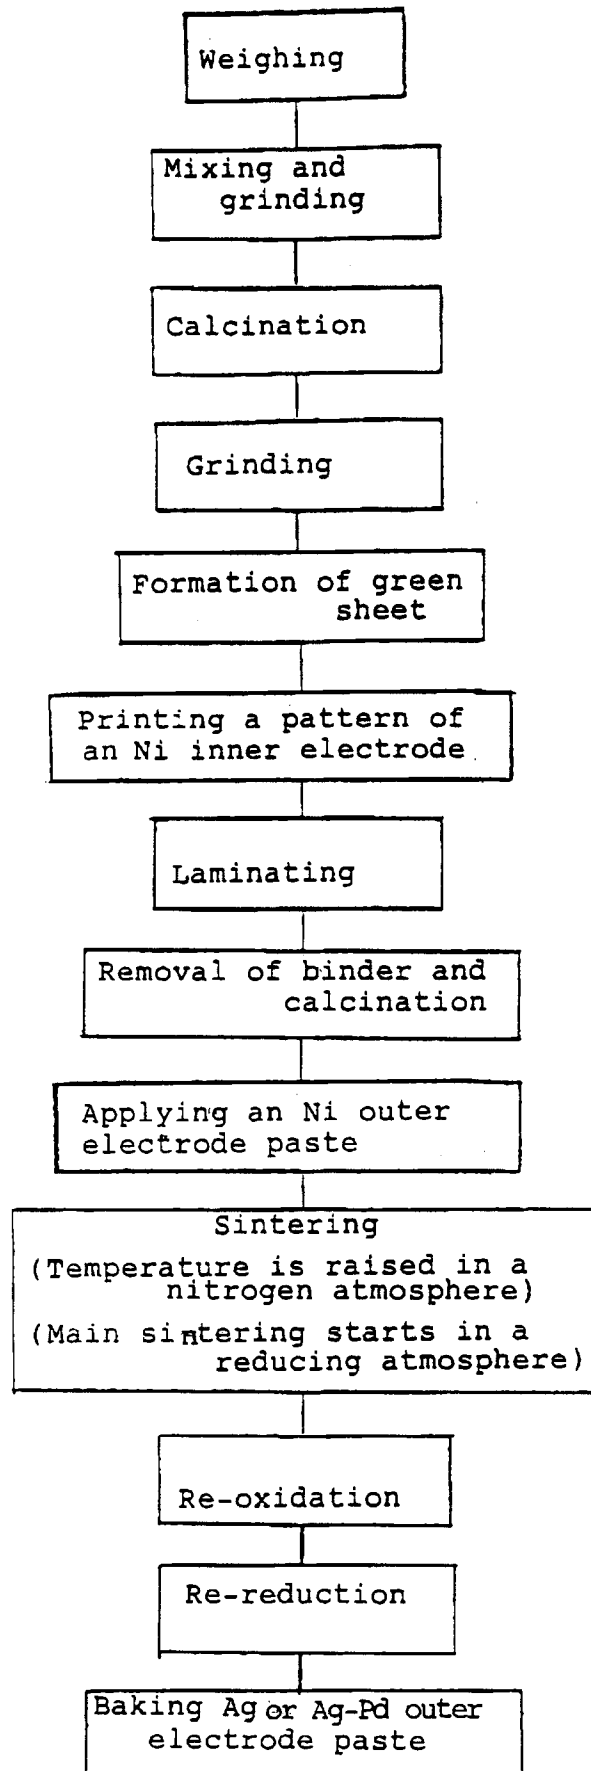 Weighing
Mixing and
grinding
Calcination
Grinding
Formation of green
sheet
Printing a pattern of
an Ni inner electrode
Laminating
Removal of binder and
calcination
Applying an Ni outer
electrode paste
Sintering
(Temperature is raised in a
nitrogen atmosphere)
(Main sintering starts in a
reducing atmosphere)
Re-oxidation
Re-reduction
Baking Ag or Ag-Pd outer
electrode paste